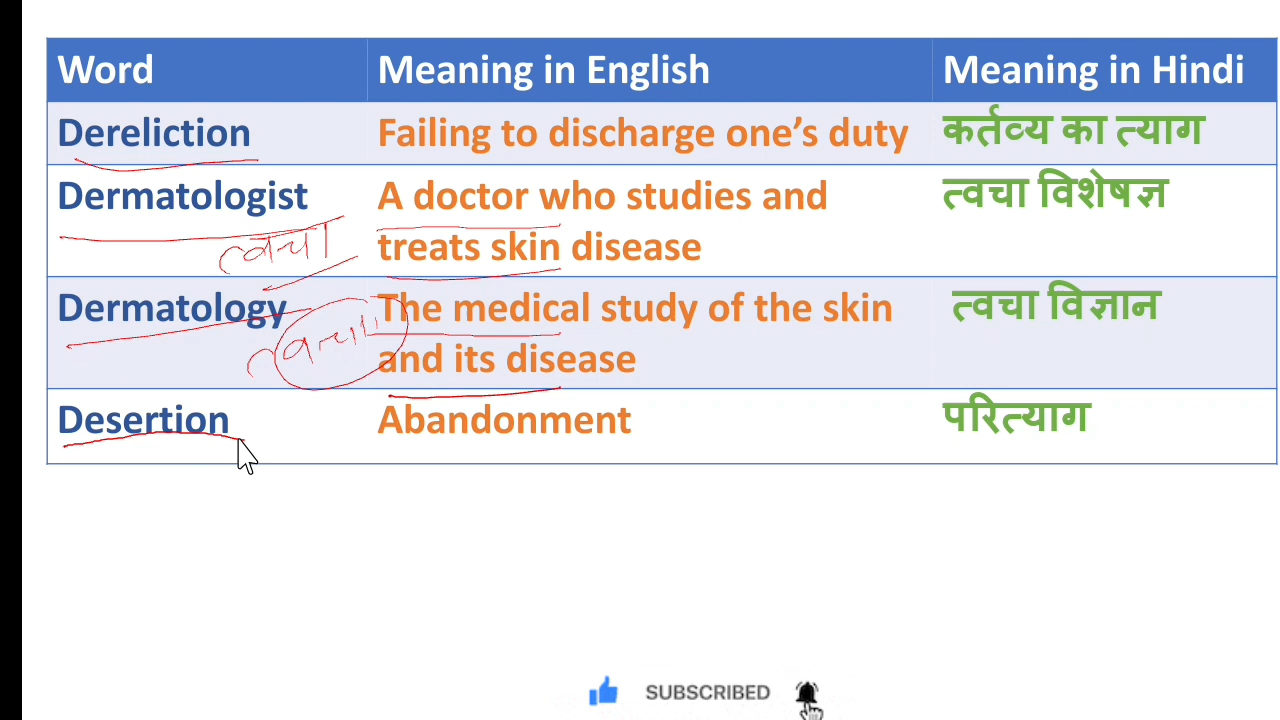 Word Meaning in English Meaning in Hindi
Dereliction Failing to discharge one’s duty कर्तव्य का त्याग
Dermatologist A doctor who studies and त्वचा विशेषज्ञ
treats skin disease
त्वचा
Dermatology The medical study of the skin त्वचा विज्ञान
and its disease
त्वचा
Desertion Abandonment परित्याग
SUBSCRIBED